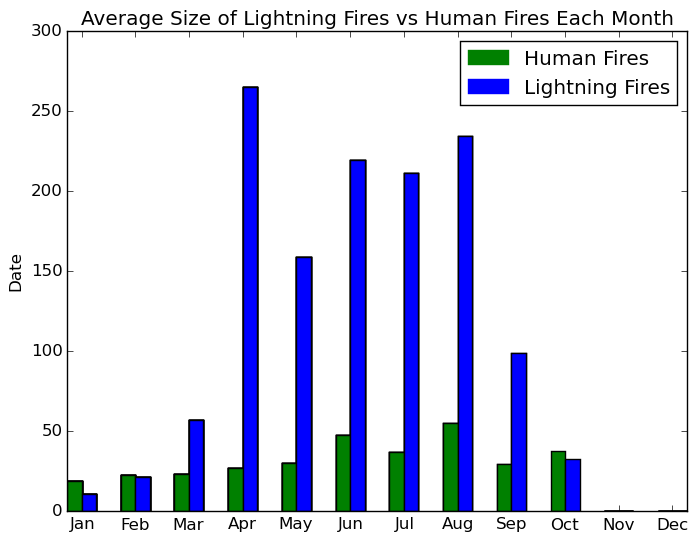 Average Size of Lightning Fires vs Human Fires Each Month
Human Fires
Lightning Fires
300
250
200
150
100
50
0
Date
Jan Feb Mar Apr May Jun Jul Aug Sep Oct Nov Dec